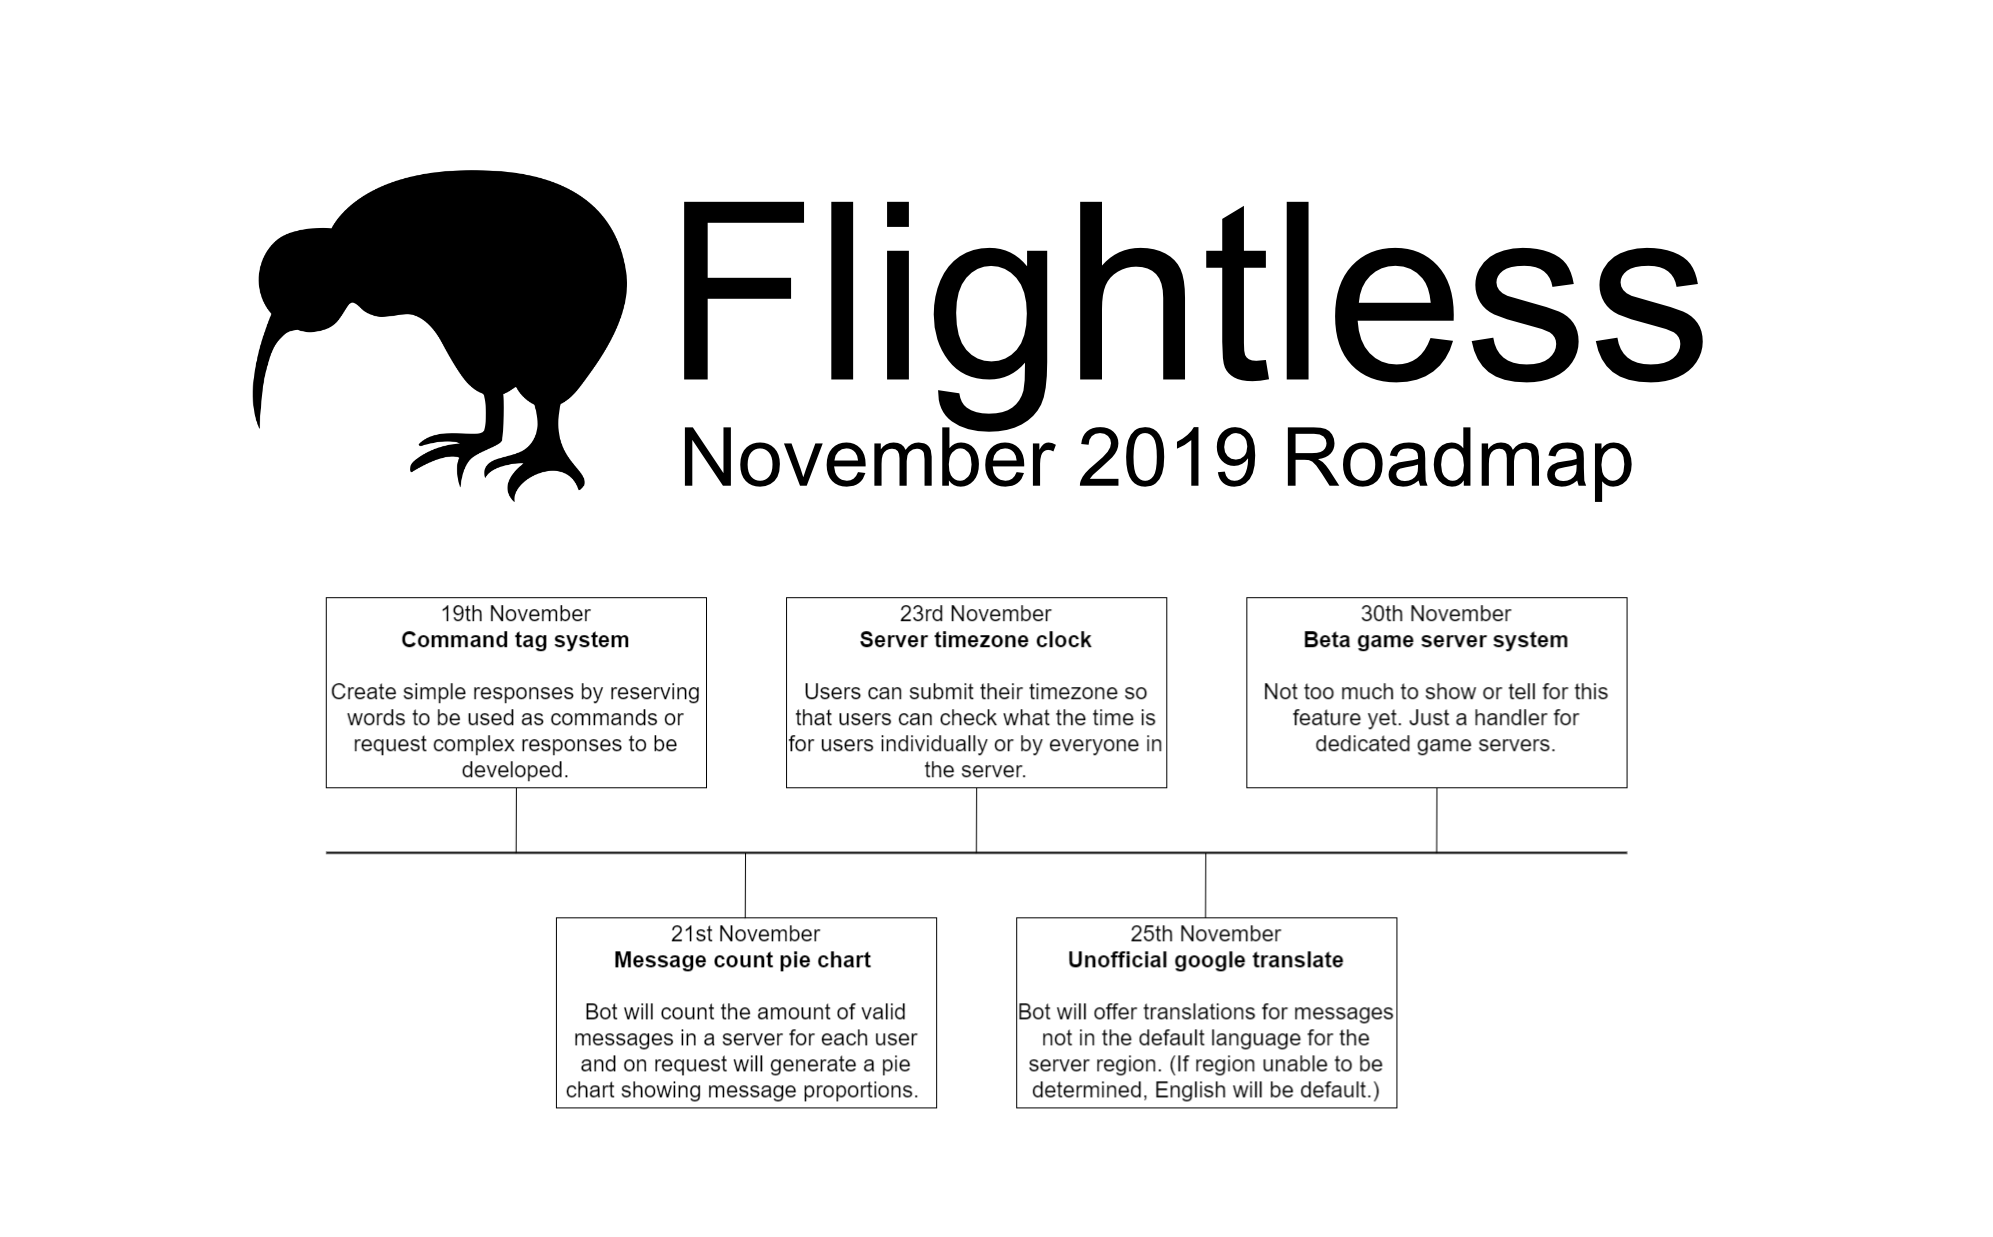 Flightless
November 2019 Roadmap
19th November
Command tag system
Create simple responses by reserving
words to be used as commands or
request complex responses to be
developed.
23rd November
Server timezone clock
Users can submit their timezone so
that users can check what the time is
for users individually or by everyone in
the server.
30th November
Beta game server system
Not too much to show or tell for this
feature yet. Just a handler for
dedicated game servers.
21st November
Message count pie chart
Bot will count the amount of valid
messages in a server for each user
and on request will generate a pie
chart showing message proportions.
25th November
Unofficial google translate
Bot will offer translations for messages
not in the default language for the
server region. (If region unable to be
determined, English will be default.)